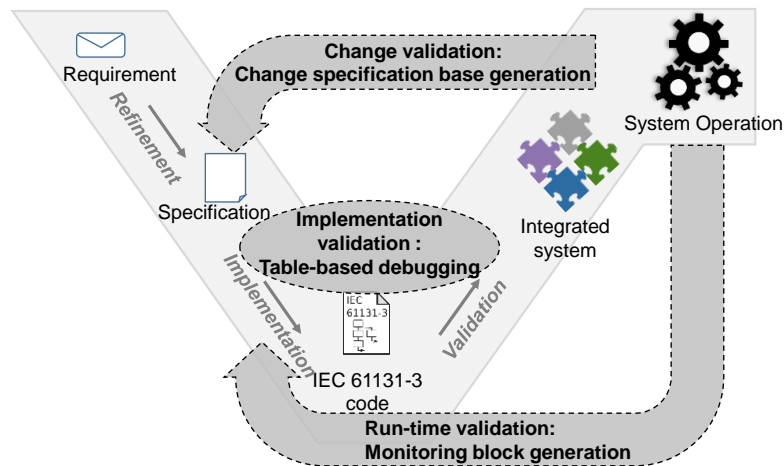 Change validation:
Change specification base generation
Requirement
Refinement
System Operation
Specification
Implementation
validation :
Table-based debugging
Integrated
system
Implementation
IEC
61131-3
Validation
IEC 61131-3
code
Run-time validation:
Monitoring block generation